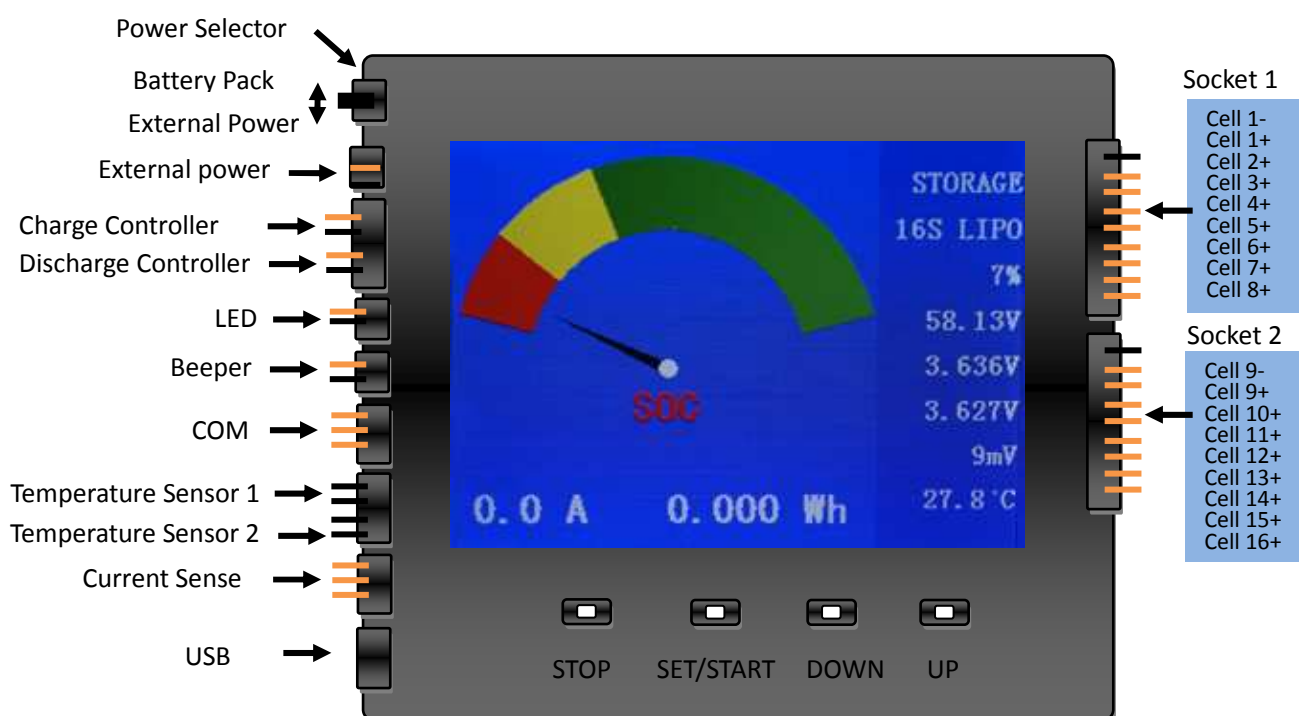 Power Selector
Battery Pack
External Power
External power
Charge Controller
Discharge Controller
LED
Beeper
COM
Temperature Sensor 1
Temperature Sensor 2
Current Sense
USB
STORAGE
16S LIPO
7%
58.13V
3.636V
3.627V
9mV
27.8°C
SOC
0.0 A 0.000 Wh
STOP SET/START DOWN UP
Socket 1
Cell 1-
Cell 1+
Cell 2+
Cell 3+
Cell 4+
Cell 5+
Cell 6+
Cell 7+
Cell 8+
Socket 2
Cell 9-
Cell 9+
Cell 10+
Cell 11+
Cell 12+
Cell 13+
Cell 14+
Cell 15+
Cell 16+